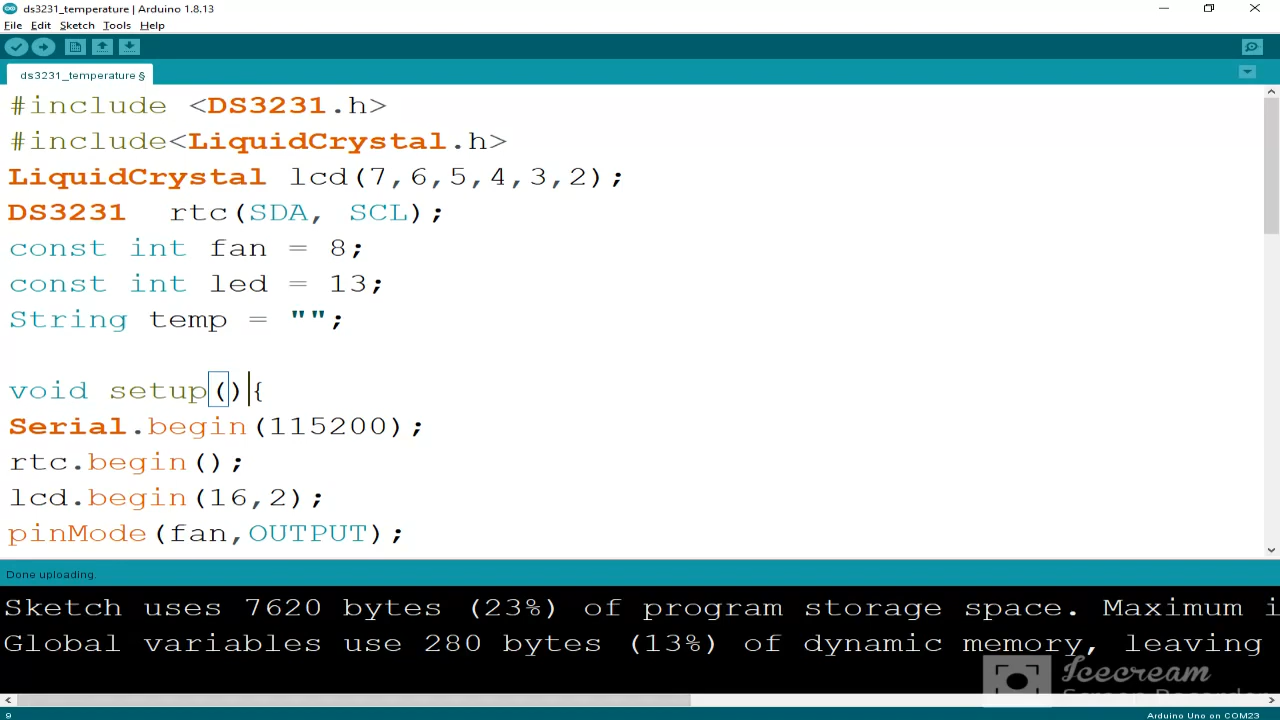 ds3231_temperature | Arduino 1.8.13
File Edit Sketch Tools Help
ds3231_temperature §
#include <DS3231.h>
#include<LiquidCrystal.h>
LiquidCrystal lcd(7,6,5,4,3,2);
DS3231  rtc(SDA, SCL);
const int fan = 8;
const int led = 13;
String temp = "";
void setup() {
Serial.begin(115200);
rtc.begin();
lcd.begin(16,2);
pinMode(fan,OUTPUT);
Done uploading.
Sketch uses 7620 bytes (23%) of program storage space. Maximum i
Global variables use 280 bytes (13%) of dynamic memory, leaving
Icecream
Screen Recorder
9
Arduino Uno on COM23